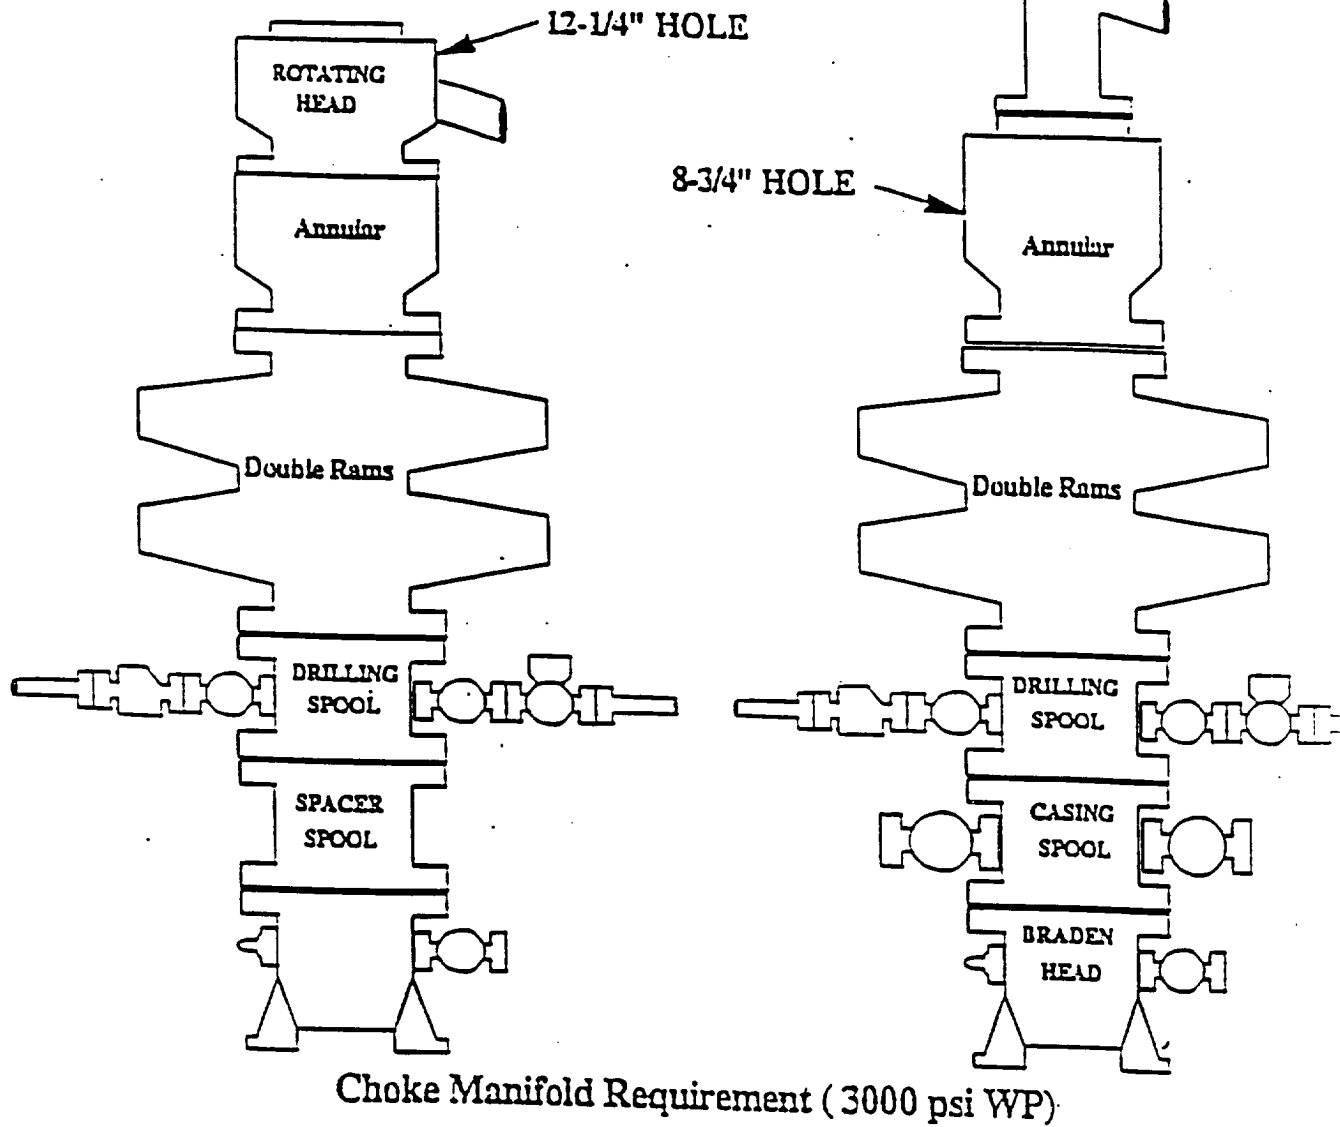 12-1/4" HOLE
ROTATING
HEAD
Annular
Double Rams
DRILLING
SPOOL
SPACER
SPOOL
8-3/4" HOLE
Annular
Double Rams
DRILLING
SPOOL
CASING
SPOOL
BRADEN
HEAD
Choke Manifold Requirement ( 3000 psi WP)